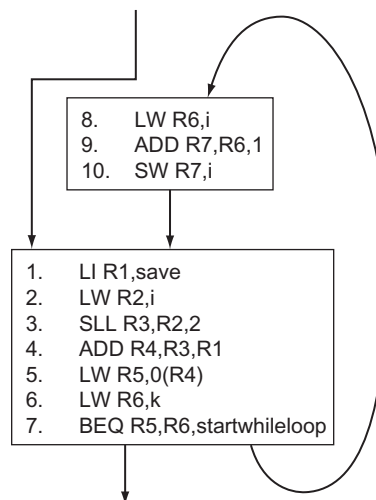 8. LW R6,i
9. ADD R7,R6,1
10. SW R7,i
1. LI R1,save
2. LW R2,i
3. SLL R3,R2,2
4. ADD R4,R3,R1
5. LW R5,0(R4)
6. LW R6,k
7. BEQ R5,R6,startwhileloop